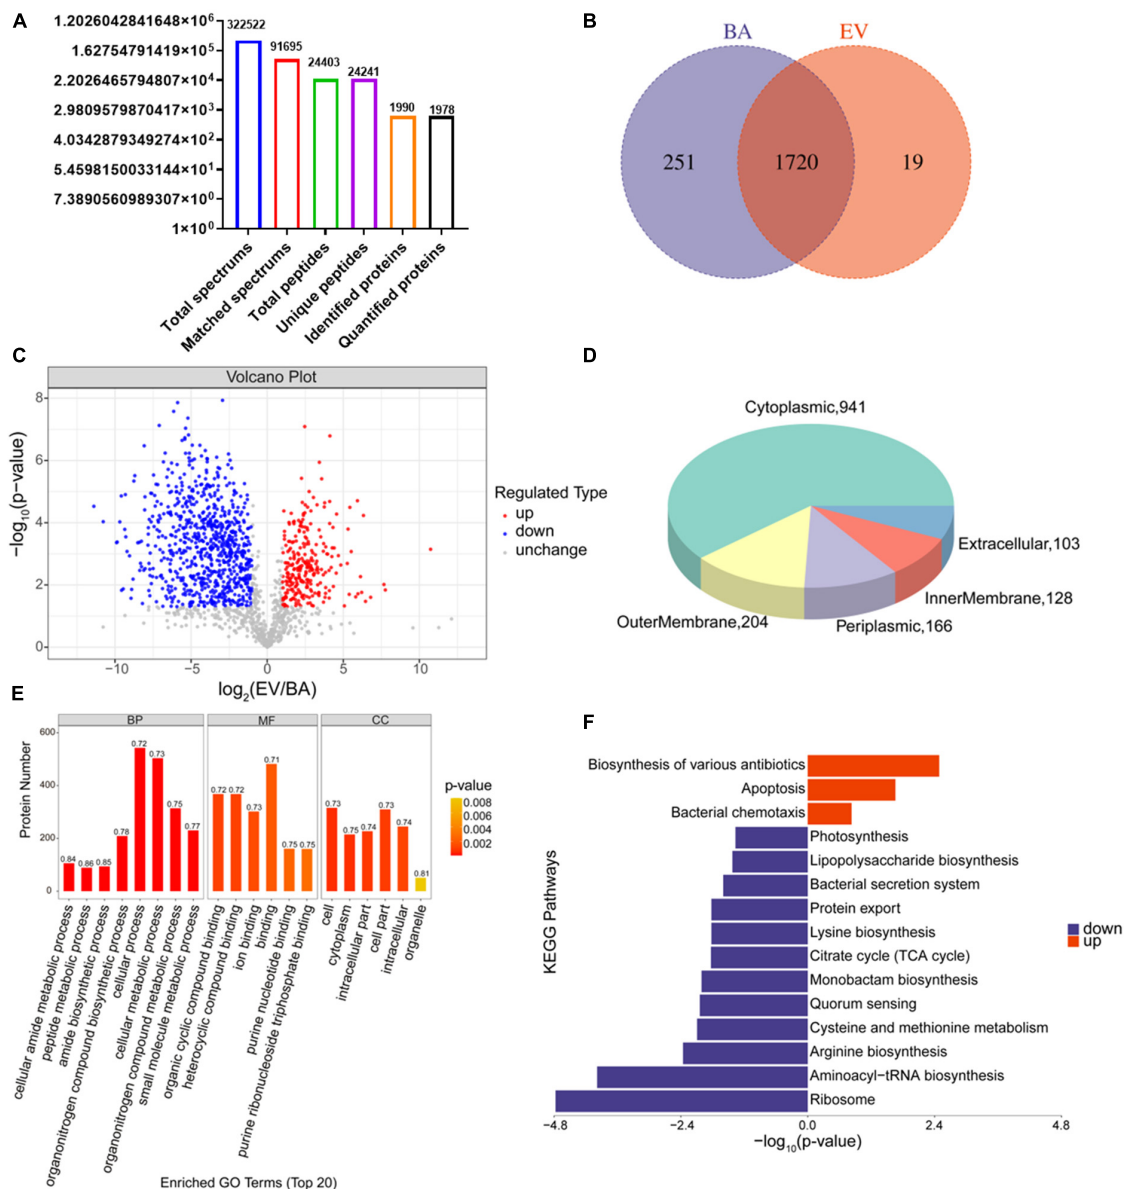 A
1.2026042841648×10⁶
1.62754791419×10⁵
2.2026465794807×10⁴
2.9809579870417×10³
4.0342879349274×10²
5.4598150033144×10¹
7.3890560989307×10⁰
1×10⁰
322522
91695
24403
24241
1990
1978
Total spectrums
Matched spectrums
Total peptides
Unique peptides
Identified proteins
Quantified proteins
B
BA
EV
251
1720
19
C
Volcano Plot
8
6
4
2
0
−log₁₀(p−value)
−10
−5
0
5
10
log₂(EV/BA)
Regulated Type
up
down
unchange
D
Cytoplasmic,941
Extracellular,103
InnerMembrane,128
Periplasmic,166
OuterMembrane,204
E
BP
MF
CC
Protein Number
600
400
200
0
0.84
0.86
0.85
0.78
0.72
0.73
0.75
0.77
0.72
0.72
0.73
0.71
0.75
0.75
0.73
0.75
0.74
0.73
0.74
0.81
p-value
0.008
0.006
0.004
0.002
cellular amide metabolic process
peptide metabolic process
amide biosynthetic process
organonitrogen compound biosynthetic process
cellular process
cellular metabolic process
organonitrogen compound metabolic process
small molecule metabolic process
organic cyclic compound binding
heterocyclic compound binding
ion binding
binding
purine nucleotide binding
purine ribonucleoside triphosphate binding
cell
cytoplasm
intracellular part
cell part
intracellular
organelle
Enriched GO Terms (Top 20)
F
KEGG Pathways
Biosynthesis of various antibiotics
Apoptosis
Bacterial chemotaxis
Photosynthesis
Lipopolysaccharide biosynthesis
Bacterial secretion system
Protein export
Lysine biosynthesis
Citrate cycle (TCA cycle)
Monobactam biosynthesis
Quorum sensing
Cysteine and methionine metabolism
Arginine biosynthesis
Aminoacyl−tRNA biosynthesis
Ribosome
−4.8
−2.4
0.0
2.4
4.8
−log₁₀(p−value)
down
up